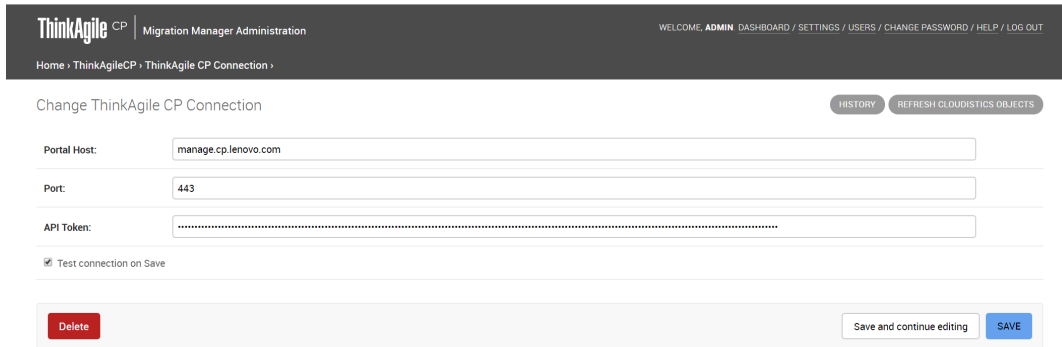 ThinkAgile CP | Migration Manager Administration
WELCOME, ADMIN. DASHBOARD / SETTINGS / USERS / CHANGE PASSWORD / HELP / LOG OUT
Home › ThinkAgileCP › ThinkAgile CP Connection ›
Change ThinkAgile CP Connection
HISTORY REFRESH CLOUDISTICS OBJECTS
Portal Host: manage.cp.lenovo.com
Port: 443
API Token:
Test connection on Save
Delete Save and continue editing SAVE